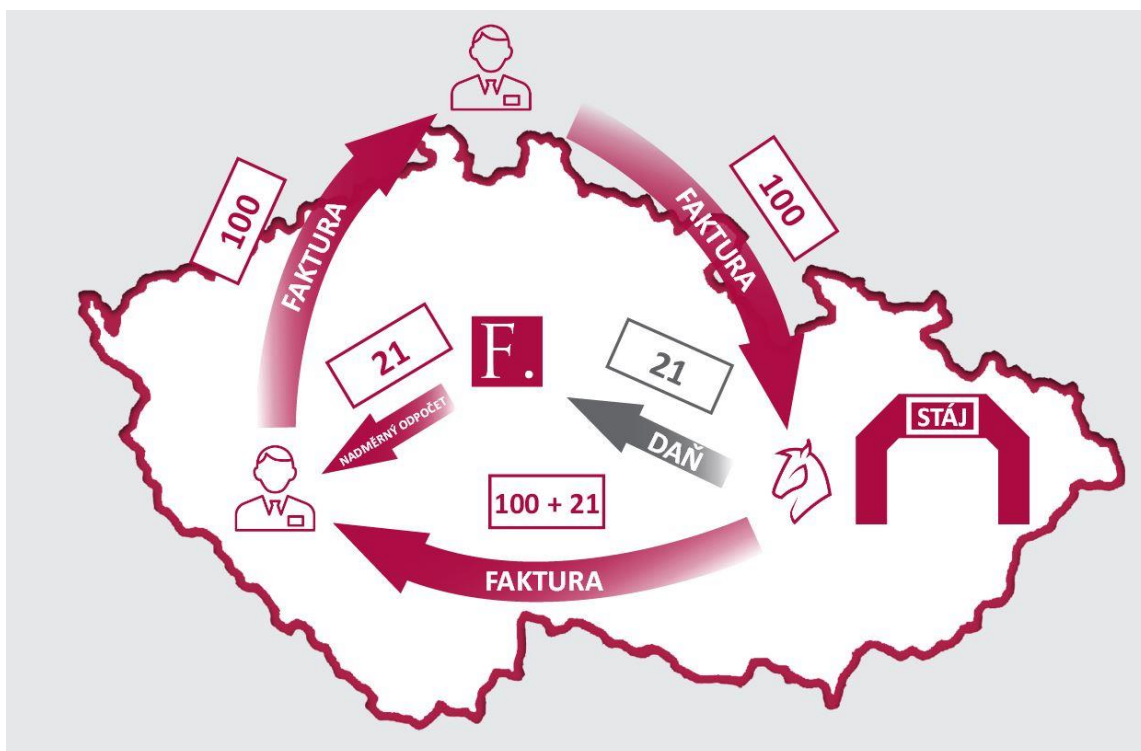 100
FAKTURA
100
FAKTURA
21
F.
21
NADMĚRNÝ ODPOČET
DAŇ
STÁJ
100 + 21
FAKTURA